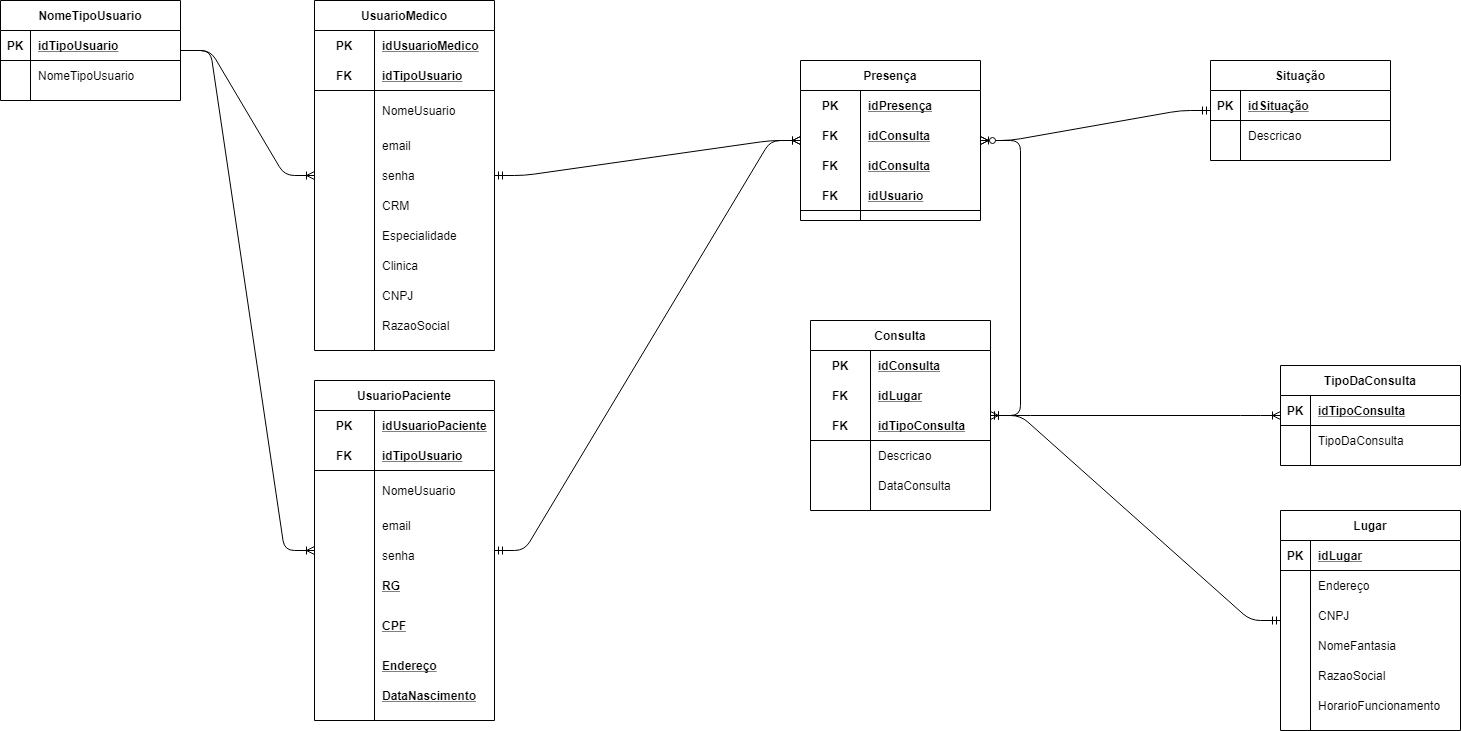 NomeTipoUsuario
PK idTipoUsuario
NomeTipoUsuario
UsuarioMedico
PK idUsuarioMedico
FK idTipoUsuario
NomeUsuario
email
senha
CRM
Especialidade
Clinica
CNPJ
RazaoSocial
UsuarioPaciente
PK idUsuarioPaciente
FK idTipoUsuario
NomeUsuario
email
senha
RG
CPF
Endereço
DataNascimento
Presença
PK idPresença
FK idConsulta
FK idConsulta
FK idUsuario
Consulta
PK idConsulta
FK idLugar
FK idTipoConsulta
Descricao
DataConsulta
Situação
PK idSituação
Descricao
TipoDaConsulta
PK idTipoConsulta
TipoDaConsulta
Lugar
PK idLugar
Endereço
CNPJ
NomeFantasia
RazaoSocial
HorarioFuncionamento